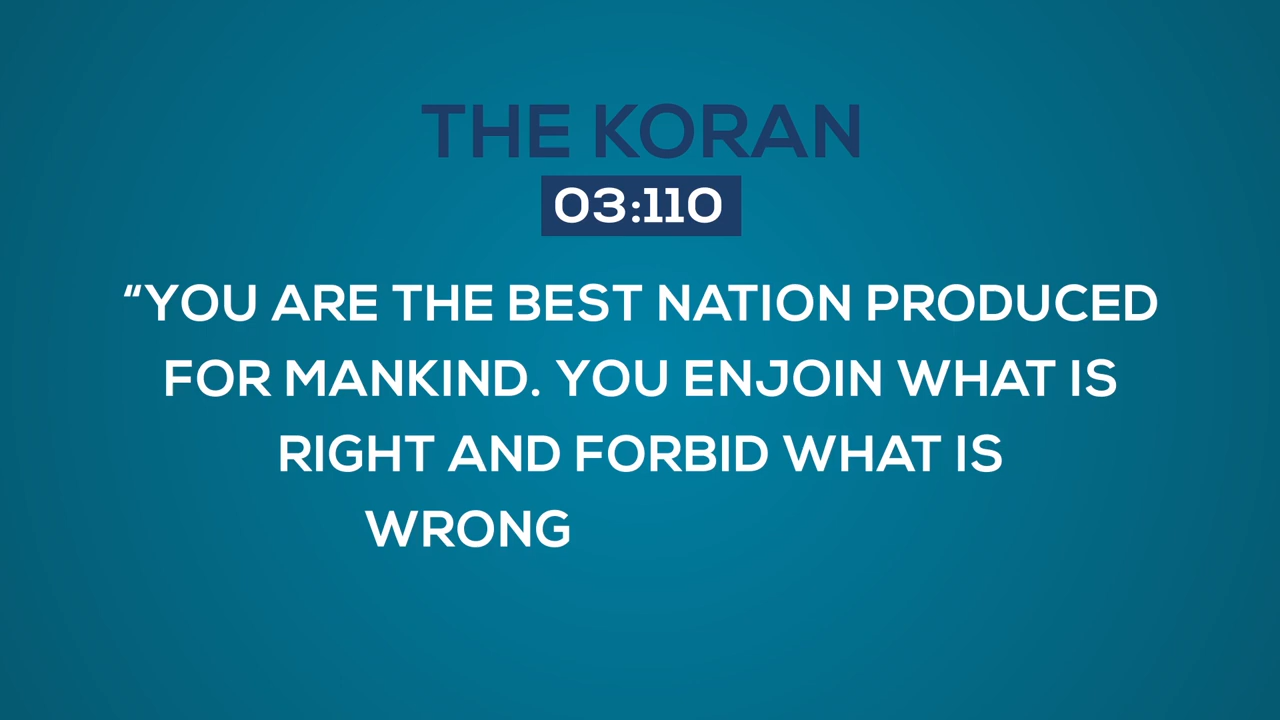 THE KORAN
03:110
“YOU ARE THE BEST NATION PRODUCED
FOR MANKIND. YOU ENJOIN WHAT IS
RIGHT AND FORBID WHAT IS
WRONG